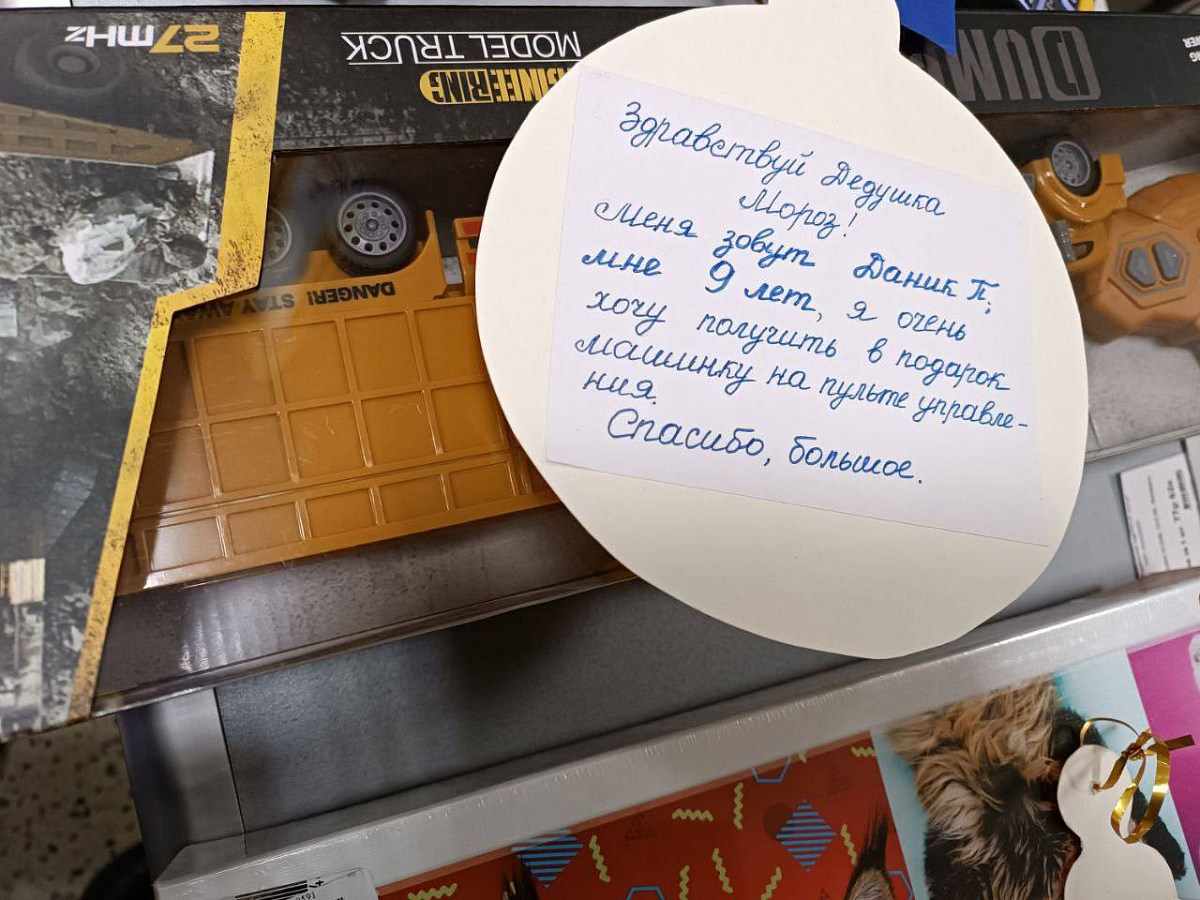 27MHz
MODEL TRUCK
DANGER! STAY AWAY
Здравствуй Дедушка
Мороз!
Меня зовут Даник П,
мне 9 лет, я очень
хочу получить в подарок
машинку на пульте управле-
ния.
Спасибо, большое.